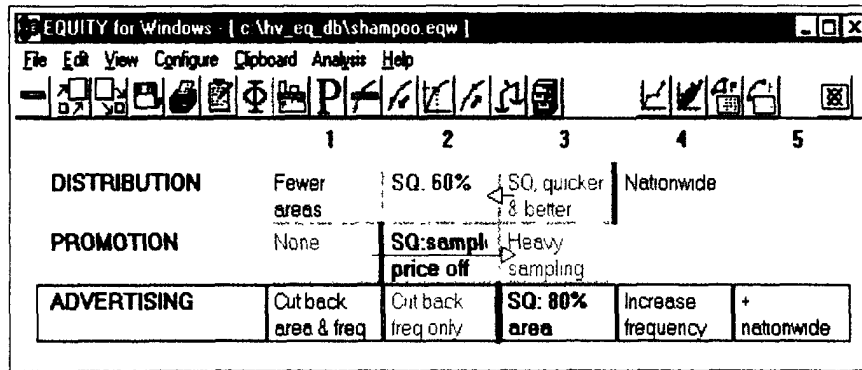 EQUITY for Windows - [ c:\hv_eq_db\shampoo.eqw ]
File Edit View Configure Clipboard Analysis Help
1 2 3 4 5
DISTRIBUTION Fewer areas SQ. 60% SQ, quicker & better Nationwide
PROMOTION None SQ:sampl price off Heavy sampling
ADVERTISING Cut back area & freq Cut back freq only SQ: 80% area Increase frequency + nationwide